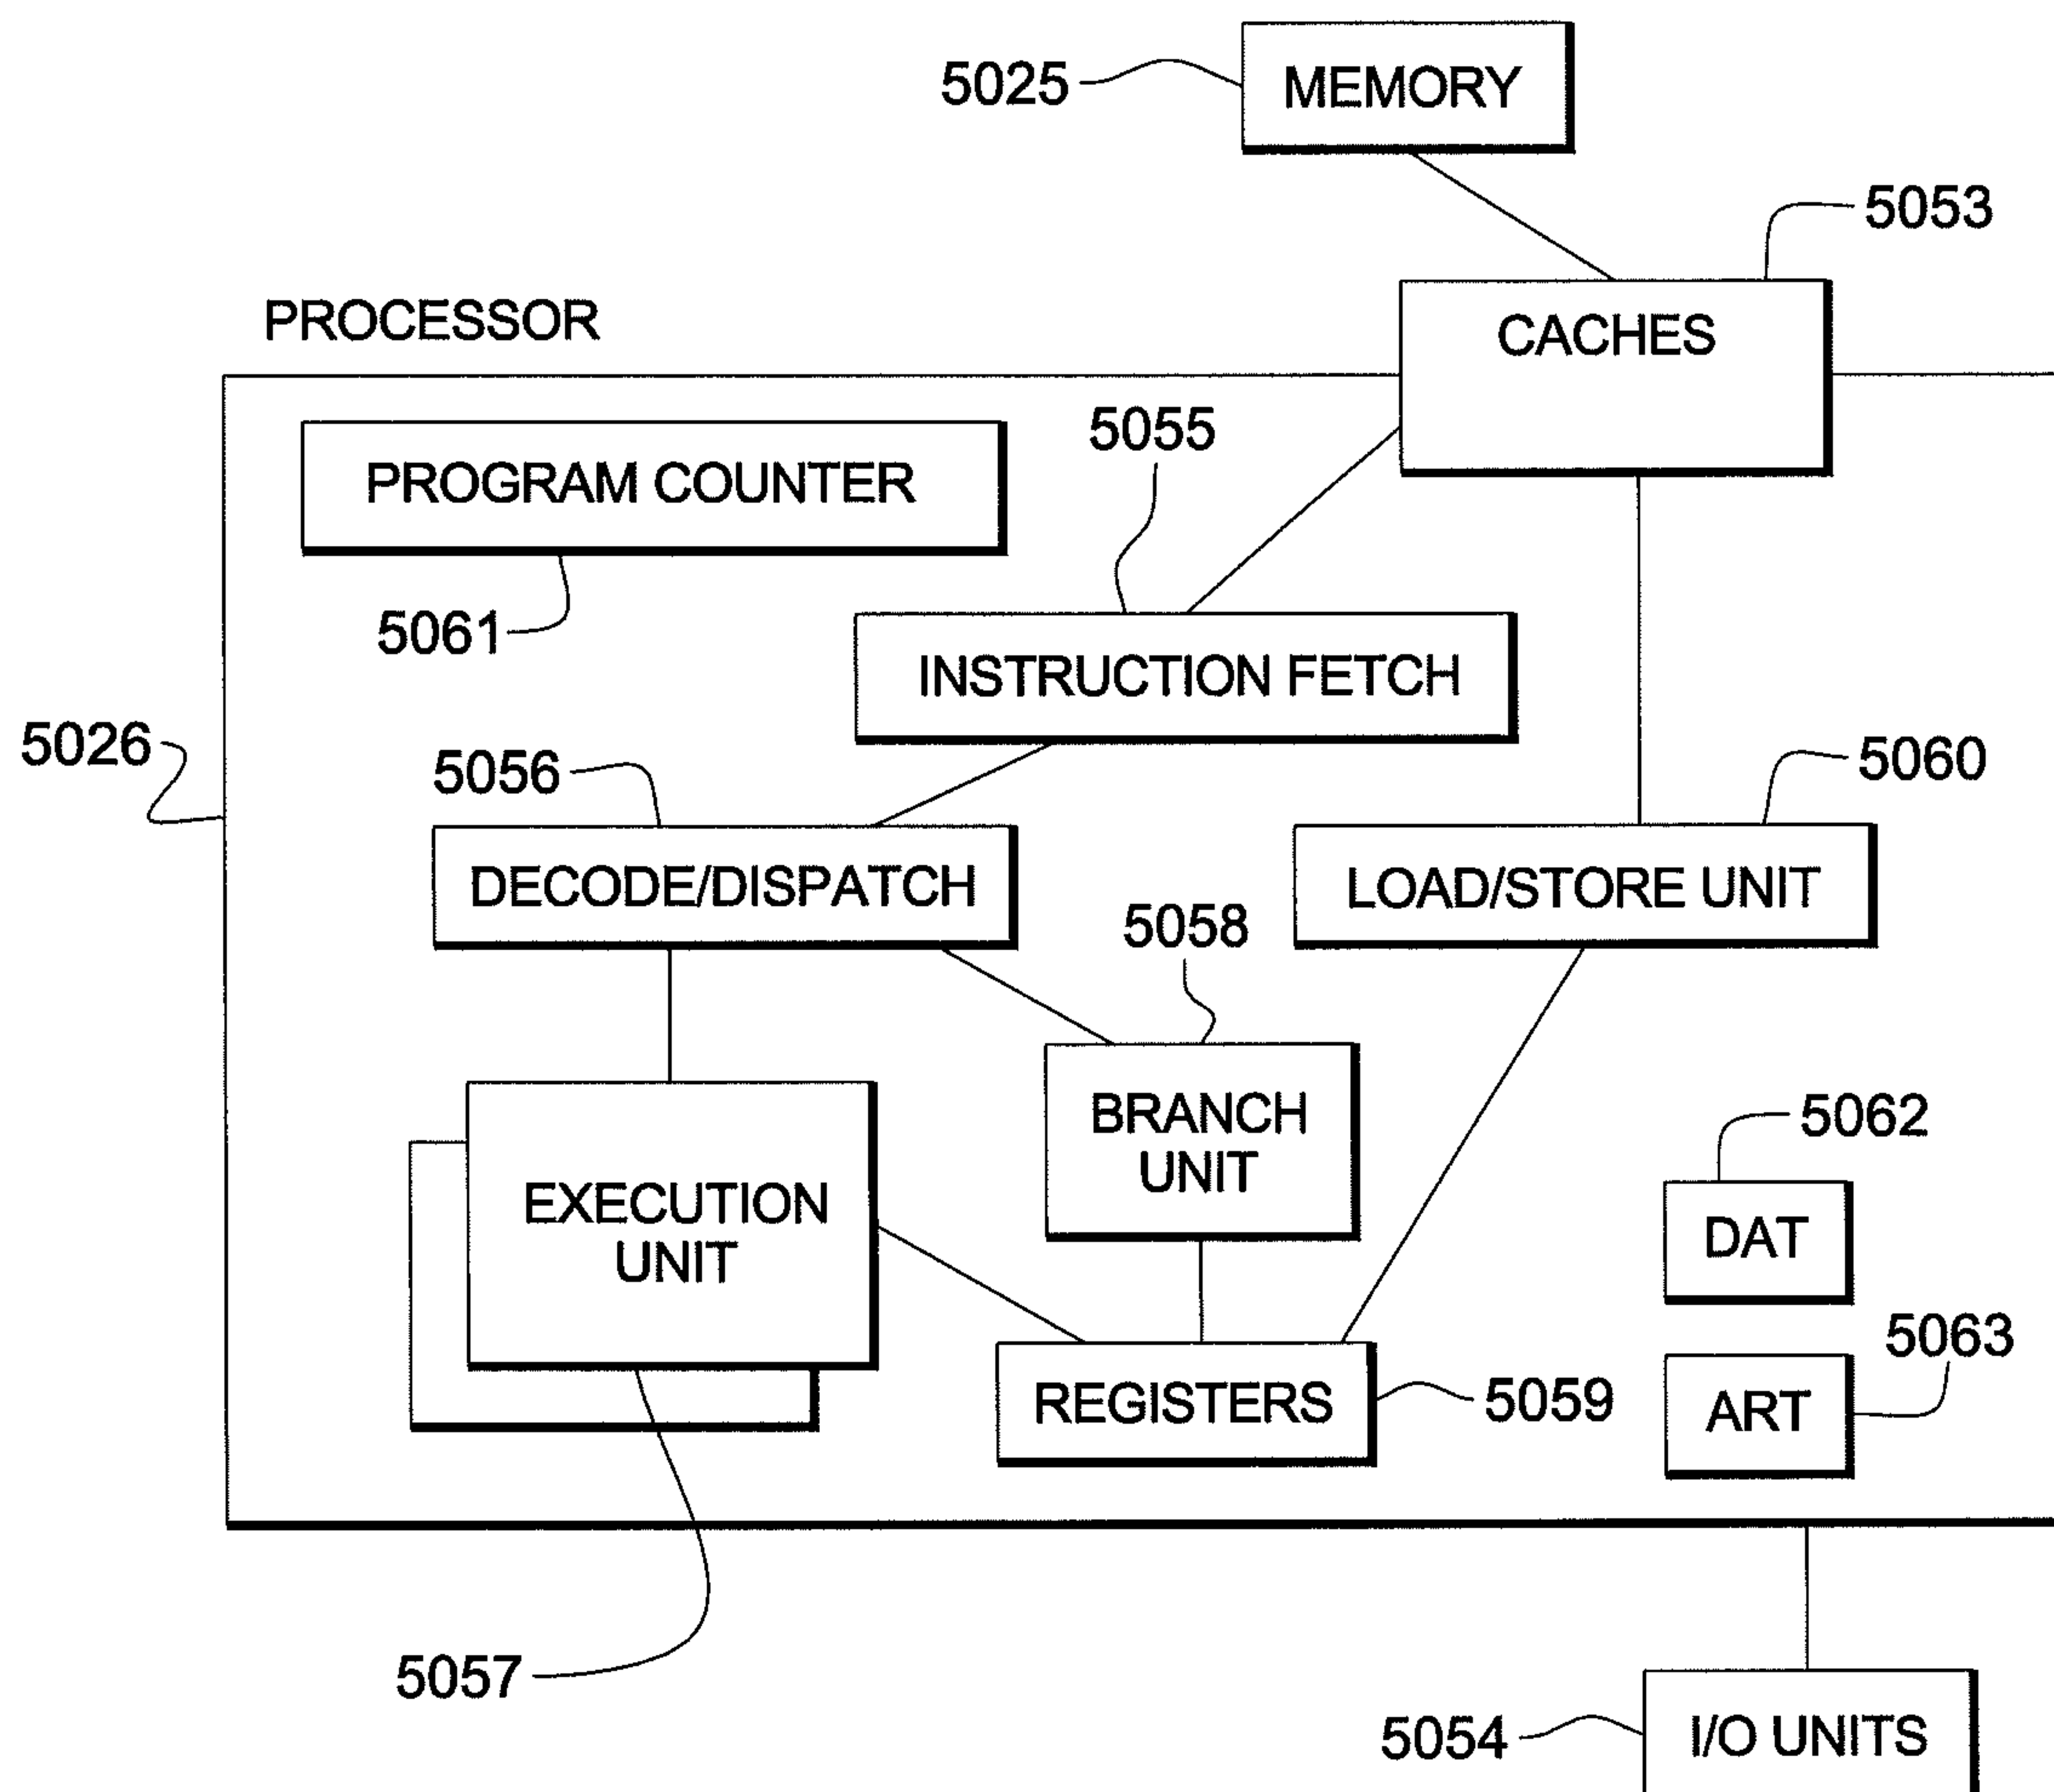 5025
MEMORY
5053
PROCESSOR
CACHES
5055
PROGRAM COUNTER
5061
INSTRUCTION FETCH
5026
5056
5060
DECODE/DISPATCH
LOAD/STORE UNIT
5058
BRANCH
UNIT
5062
EXECUTION
UNIT
DAT
5063
REGISTERS
5059
ART
5057
5054
I/O UNITS